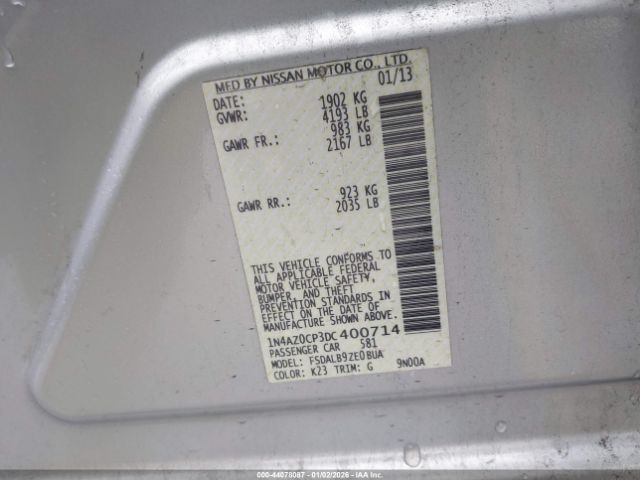 MFD BY NISSAN MOTOR CO., LTD.
DATE: 01/13
GVWR: 1902 KG
4193 LB
GAWR FR.: 983 KG
2167 LB
GAWR RR.: 923 KG
2035 LB
THIS VEHICLE CONFORMS TO
ALL APPLICABLE FEDERAL
MOTOR VEHICLE SAFETY,
BUMPER, AND THEFT
PREVENTION STANDARDS IN
EFFECT ON THE DATE OF
MANUFACTURE SHOWN ABOVE.
1N4AZ0CP3DC400714
PASSENGER CAR 581
MODEL: FSDALB9ZE0BUA
COLOR: K23 TRIM: G 9N00A
000-44078087 - 01/02/2026 - IAA Inc.